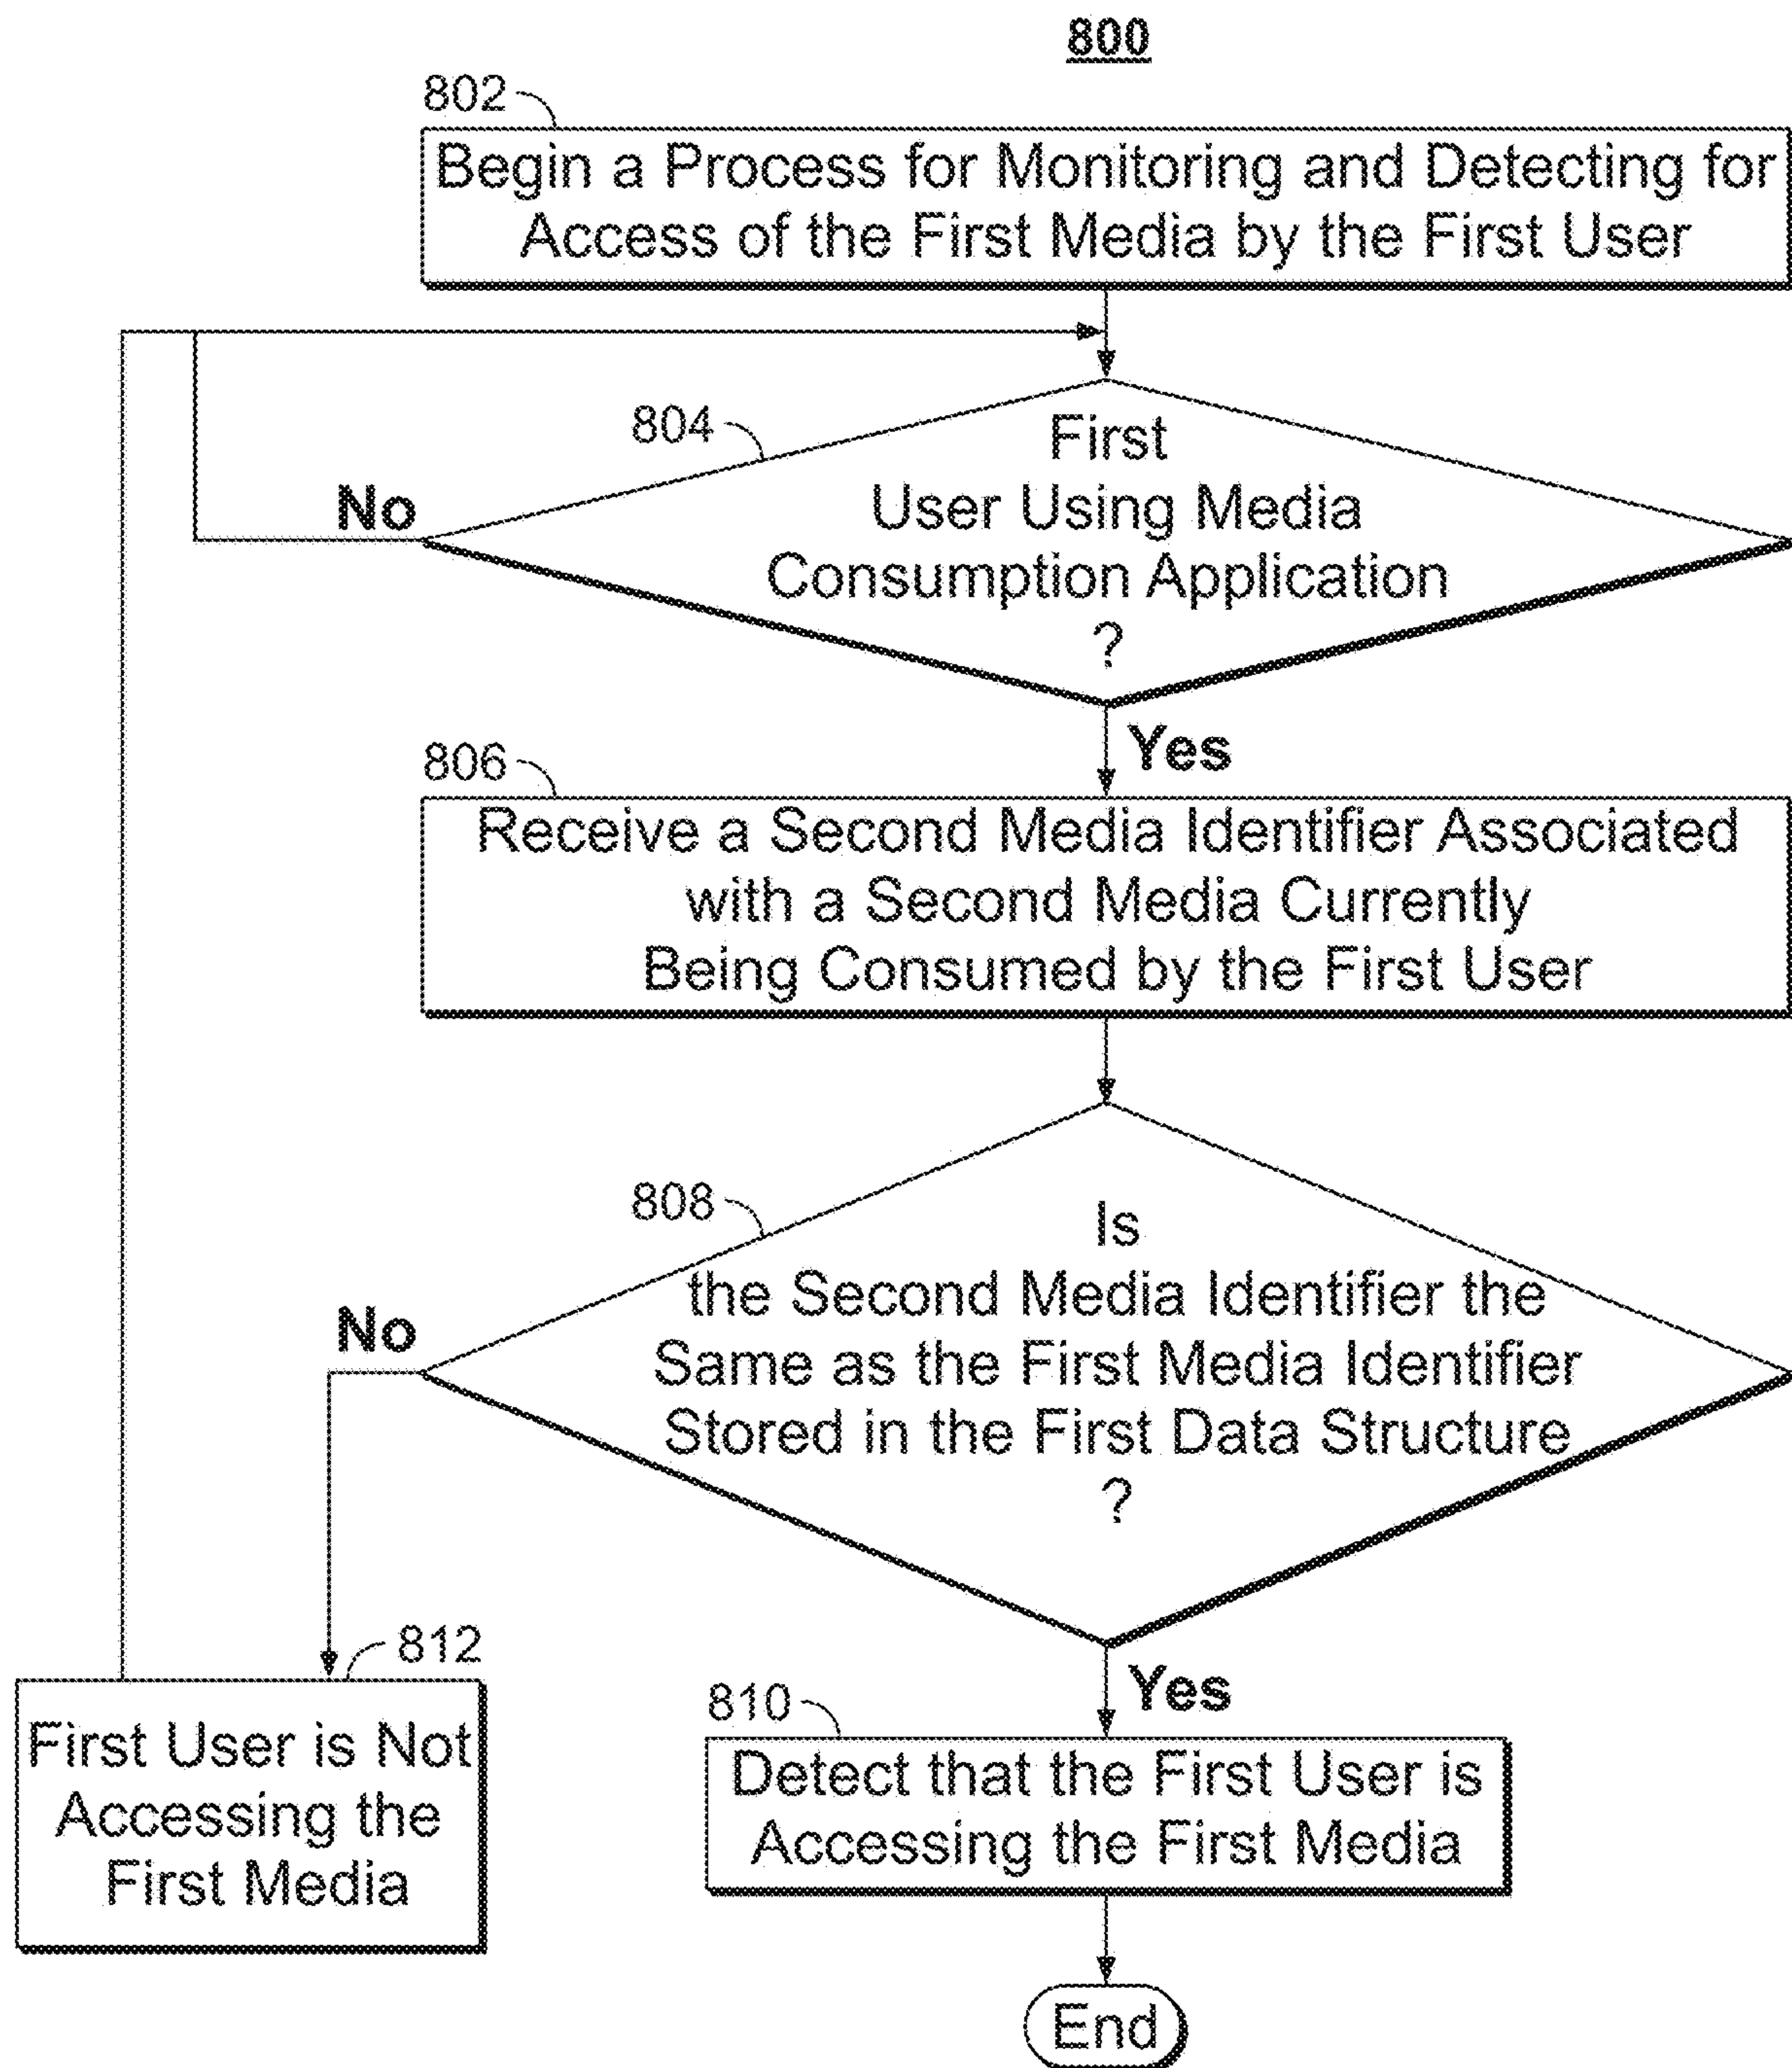 800
802
Begin a Process for Monitoring and Detecting for
Access of the First Media by the First User
804
First
User Using Media
Consumption Application
?
No
Yes
806
Receive a Second Media Identifier Associated
with a Second Media Currently
Being Consumed by the First User
808
Is
the Second Media Identifier the
Same as the First Media Identifier
Stored in the First Data Structure
?
No
Yes
812
First User is Not
Accessing the
First Media
810
Detect that the First User is
Accessing the First Media
End